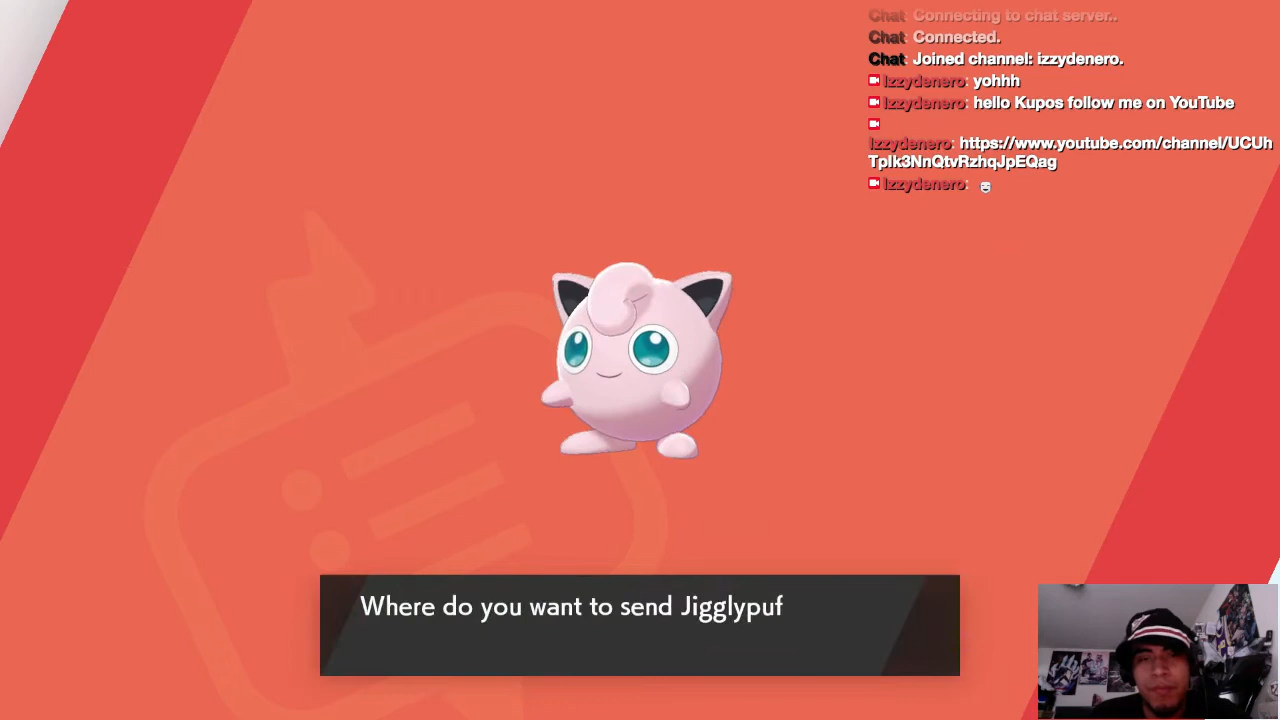 Chat Connecting to chat server..
Chat Connected.
Chat Joined channel: izzydenero.
Izzydenero: yohhh
Izzydenero: hello Kupos follow me on YouTube
Izzydenero: https://www.youtube.com/channel/UCUh
TpIk3NnQtvRzhqJpEQag
Izzydenero:
Where do you want to send Jigglypuf